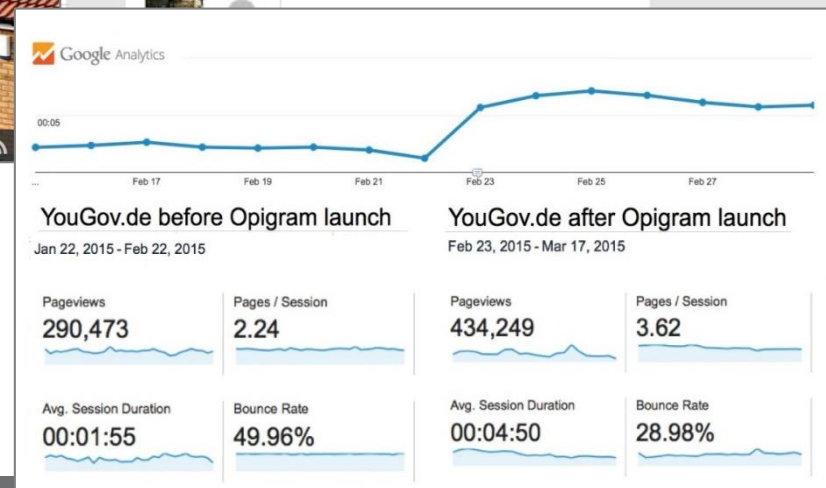 Google Analytics
00:05
... Feb 17 Feb 19 Feb 21 Feb 23 Feb 25 Feb 27
YouGov.de before Opigram launch
Jan 22, 2015 - Feb 22, 2015
Pageviews Pages / Session
290,473 2.24
Avg. Session Duration Bounce Rate
00:01:55 49.96%
YouGov.de after Opigram launch
Feb 23, 2015 - Mar 17, 2015
Pageviews Pages / Session
434,249 3.62
Avg. Session Duration Bounce Rate
00:04:50 28.98%